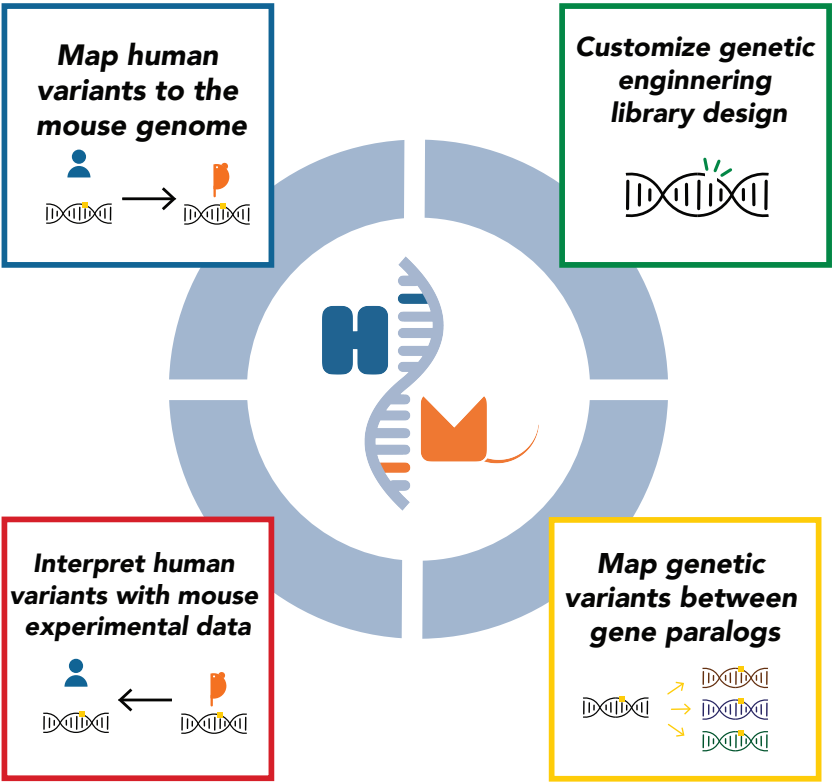 Map human
variants to the
mouse genome
Customize genetic
enginnering
library design
H
M
Interpret human
variants with mouse
experimental data
Map genetic
variants between
gene paralogs